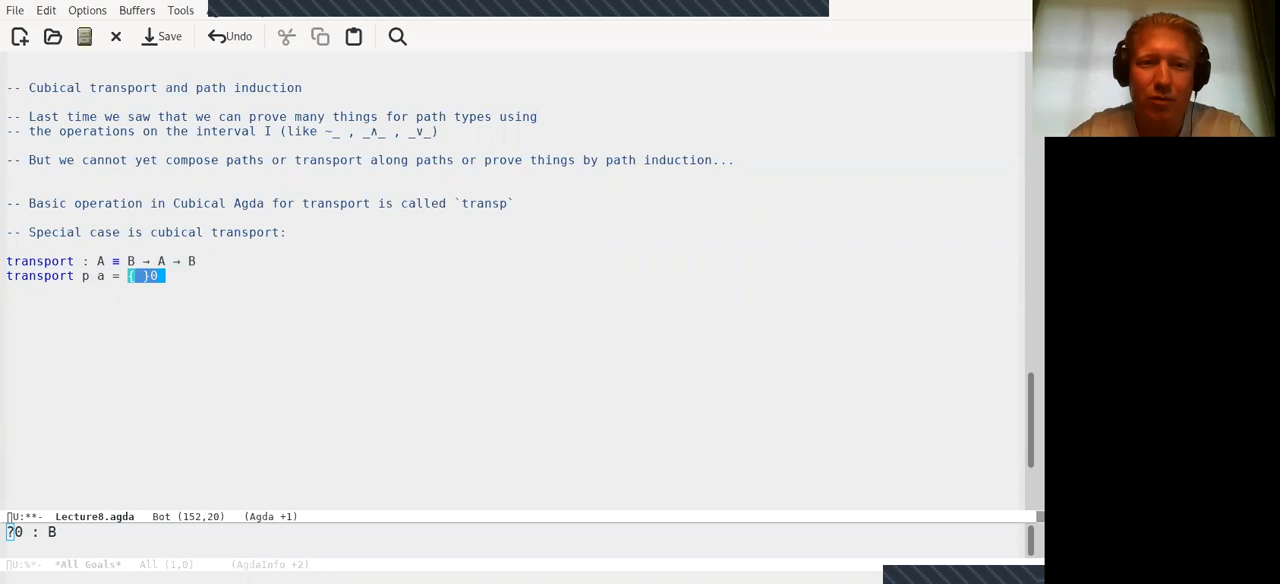 File Edit Options Buffers Tools
Save Undo
-- Cubical transport and path induction
-- Last time we saw that we can prove many things for path types using
-- the operations on the interval I (like ~_ , _∧_ , _∨_)
-- But we cannot yet compose paths or transport along paths or prove things by path induction...
-- Basic operation in Cubical Agda for transport is called `transp`
-- Special case is cubical transport:
transport : A ≡ B → A → B
transport p a = { }0
U:**- Lecture8.agda Bot (152,20) (Agda +1)
?0 : B
U:%*- *All Goals* All (1,0) (AgdaInfo +2)